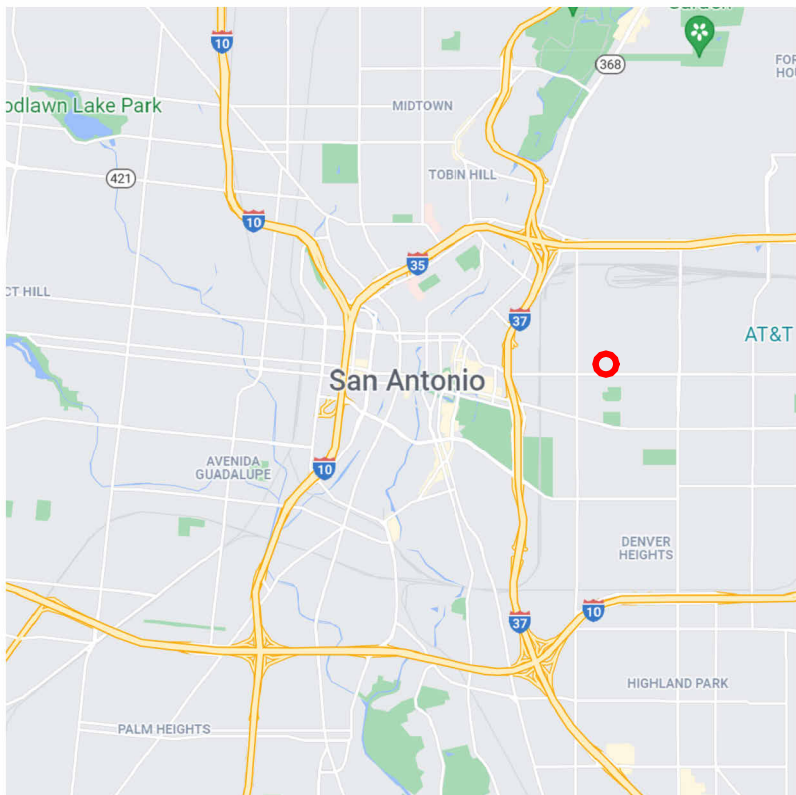 Garden
10
368
FOR
HOU
MIDTOWN
odlawn Lake Park
TOBIN HILL
421
10
35
CT HILL
37
AT&T
San Antonio
10
AVENIDA
GUADALUPE
DENVER
HEIGHTS
10
37
HIGHLAND PARK
PALM HEIGHTS